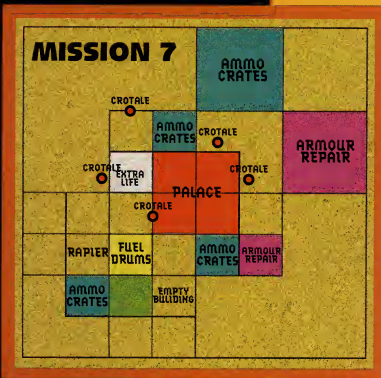 MISSION 7
AMMO
CRATES
CROTALE
AMMO
CRATES
CROTALE
ARMOUR
REPAIR
CROTALE
EXTRA
LIFE
CROTALE
PALACE
CROTALE
RAPIER
FUEL
DRUMS
AMMO
CRATES
ARMOUR
REPAIR
AMMO
CRATES
EMPTY
BUILDING